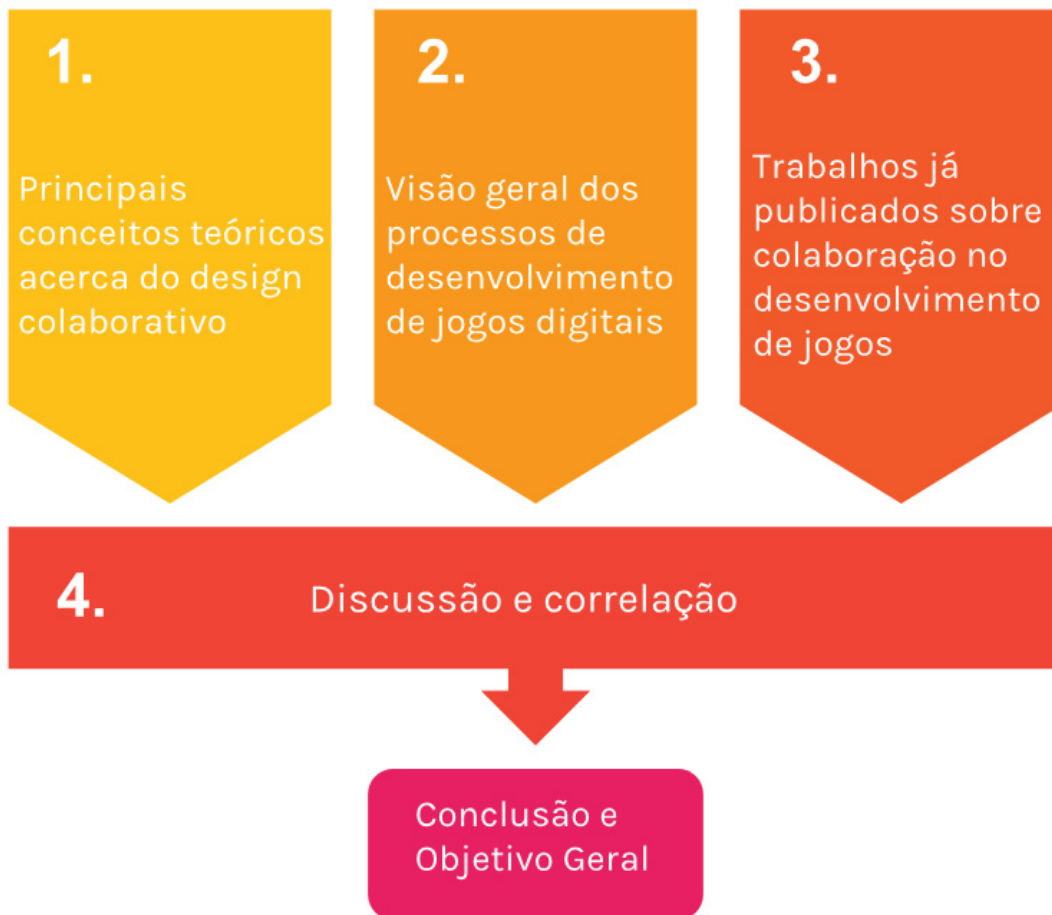 1.
Principais
conceitos teóricos
acerca do design
colaborativo
2.
Visão geral dos
processos de
desenvolvimento
de jogos digitais
3.
Trabalhos já
publicados sobre
colaboração no
desenvolvimento
de jogos
4.
Discussão e correlação
Conclusão e
Objetivo Geral